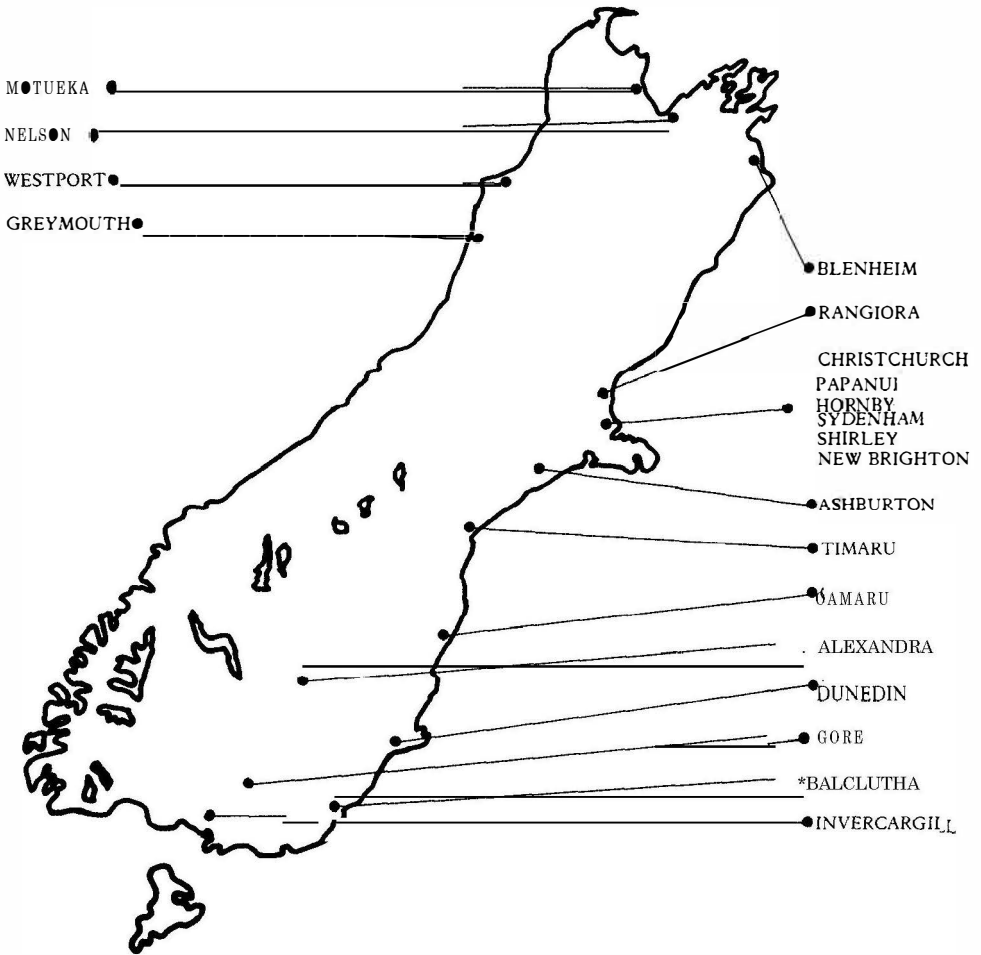 MOTUEKA
NELSON
WESTPORT
GREYMOUTH
BLENHEIM
RANGIORA
CHRISTCHURCH
PAPANUI
HORNBY
SYDENHAM
SHIRLEY
NEW BRIGHTON
ASHBURTON
TIMARU
OAMARU
ALEXANDRA
DUNEDIN
GORE
*BALCLUTHA
INVERCARGILL